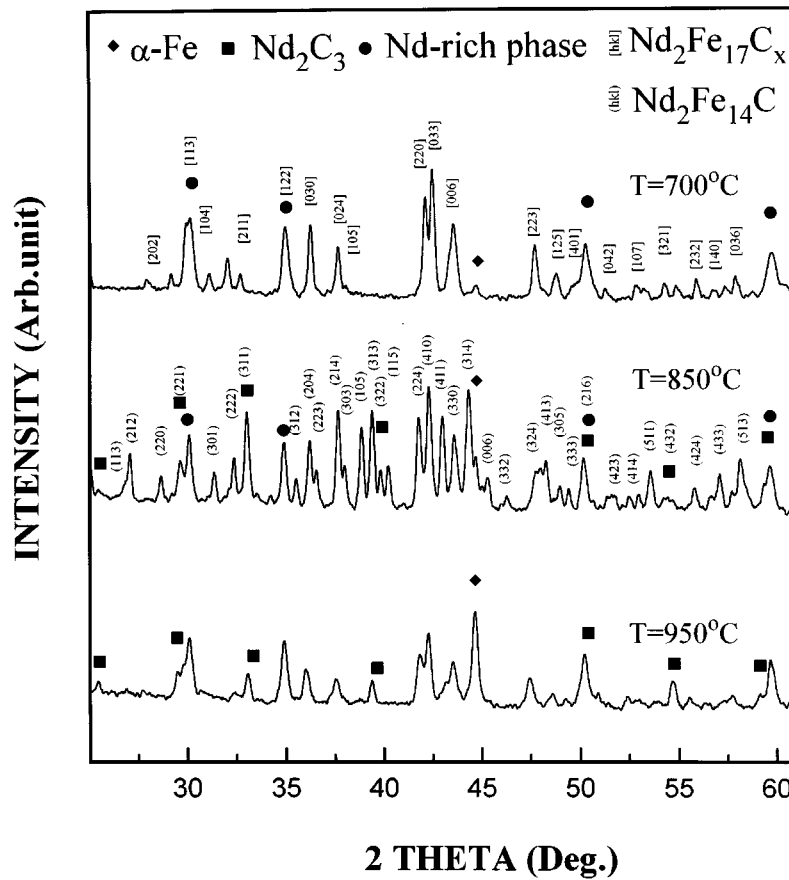 ◆ α-Fe ■ Nd₂C₃ ● Nd-rich phase [hkl] Nd₂Fe₁₇Cₓ
(hkl) Nd₂Fe₁₄C
INTENSITY (Arb.unit)
T=700°C
[202] [113] [104] [211] [122] [030] [024] [105] [220] [033] [006] [223] [125] [401] [042] [107] [321] [232] [140] [036]
T=850°C
(113) (212) (220) (221) (301) (222) (311) (312) (204) (223) (214) (303) (105) (313) (322) (115) (224) (410) (411) (330) (314) (006) (332) (324) (413) (305) (333) (216) (423) (414) (511) (432) (424) (433) (513)
T=950°C
30 35 40 45 50 55 60
2 THETA (Deg.)